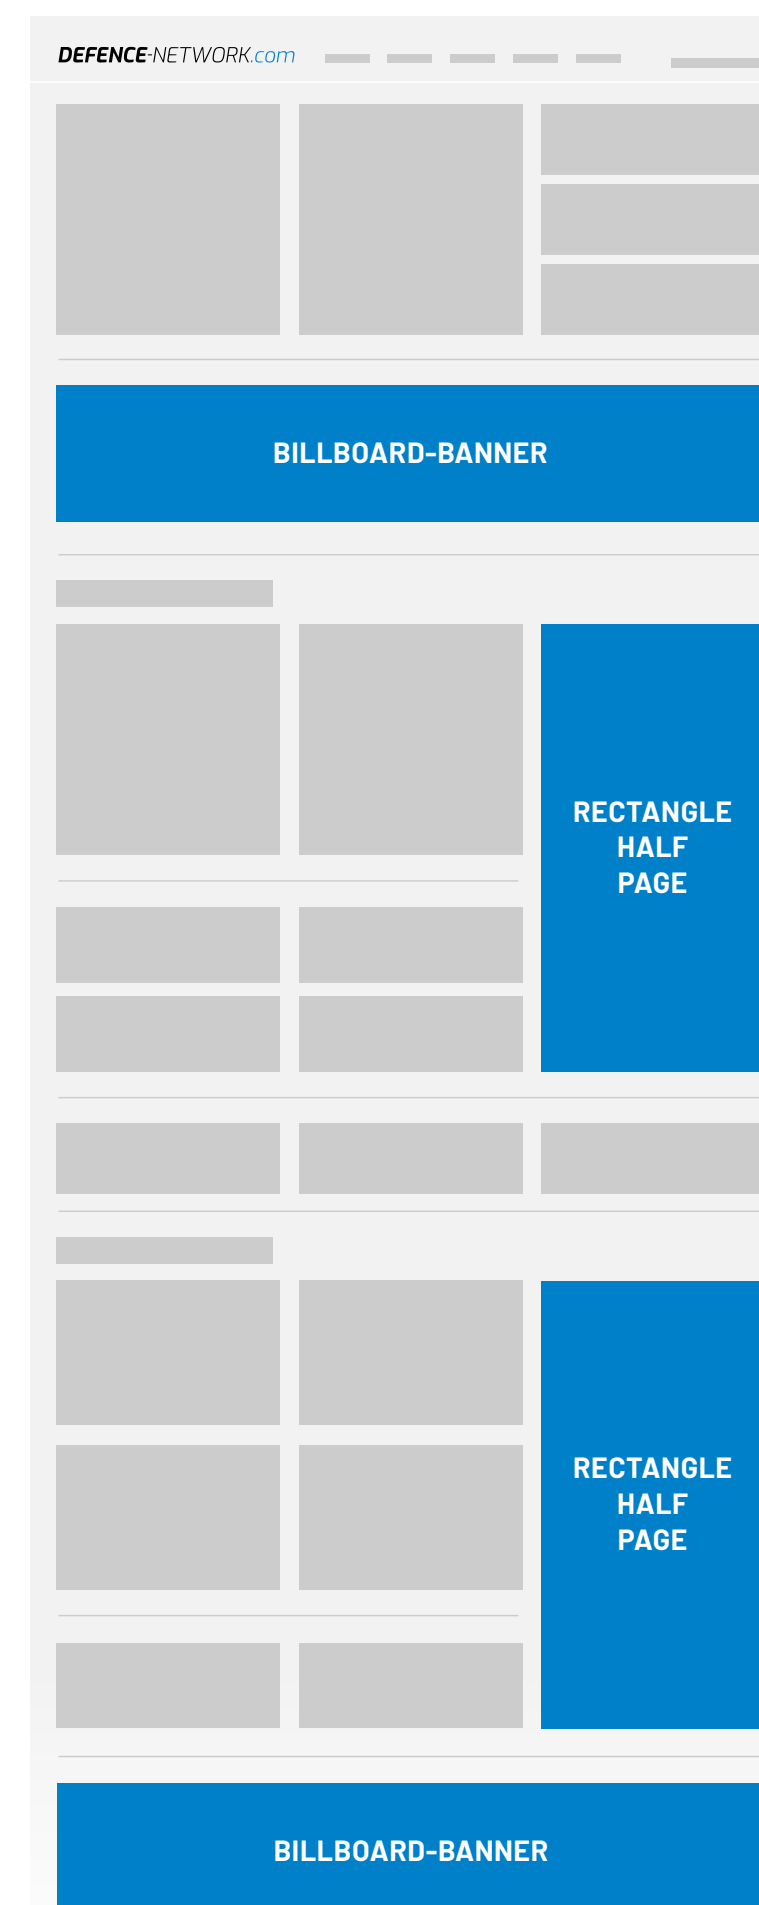 DEFENCE-NETWORK.com
BILLBOARD-BANNER
RECTANGLE
HALF
PAGE
RECTANGLE
HALF
PAGE
BILLBOARD-BANNER